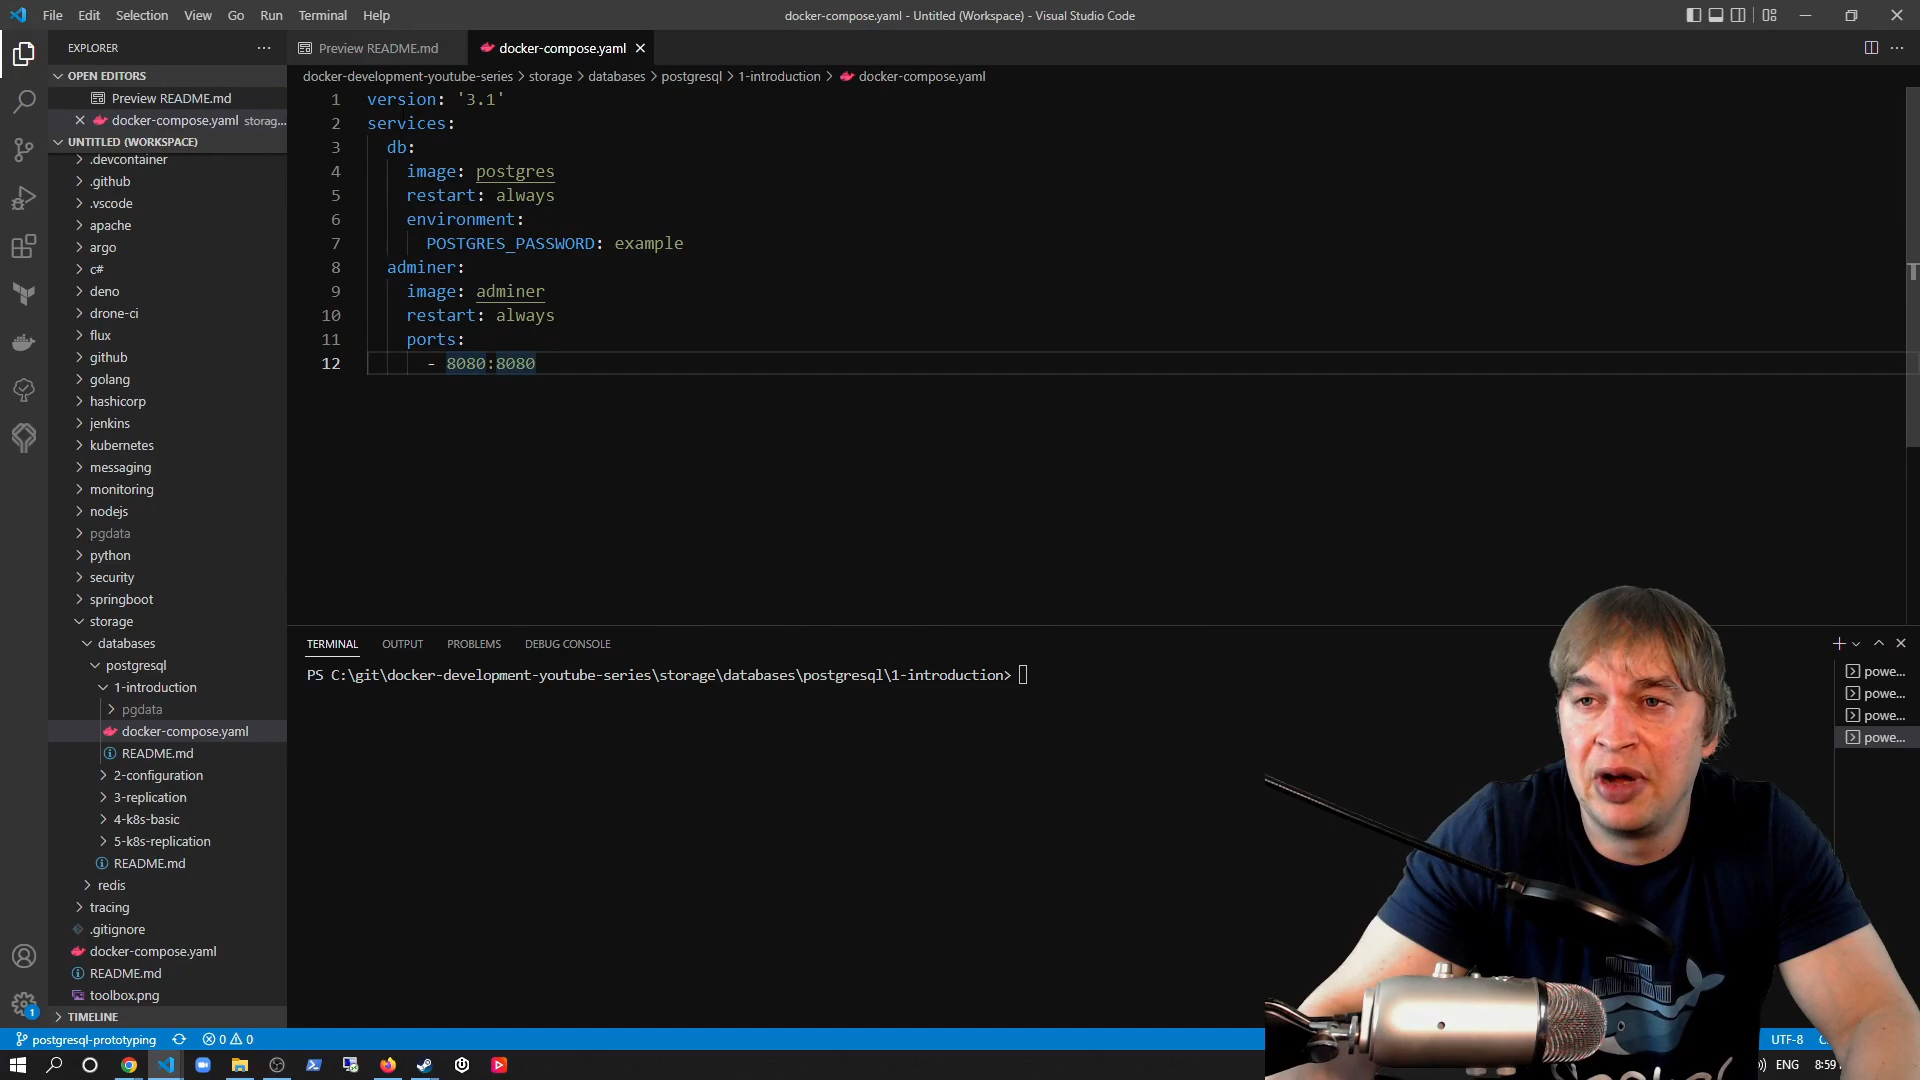 File Edit Selection View Go Run Terminal Help
docker-compose.yaml - Untitled (Workspace) - Visual Studio Code
EXPLORER
OPEN EDITORS
Preview README.md
docker-compose.yaml storag...
UNTITLED (WORKSPACE)
.devcontainer
.github
.vscode
apache
argo
c#
deno
drone-ci
flux
github
golang
hashicorp
jenkins
kubernetes
messaging
monitoring
nodejs
pgdata
python
security
springboot
storage
databases
postgresql
1-introduction
pgdata
docker-compose.yaml
README.md
2-configuration
3-replication
4-k8s-basic
5-k8s-replication
README.md
redis
tracing
.gitignore
docker-compose.yaml
README.md
toolbox.png
TIMELINE
Preview README.md
docker-compose.yaml
docker-development-youtube-series > storage > databases > postgresql > 1-introduction > docker-compose.yaml
1 version: '3.1'
2 services:
3 db:
4 image: postgres
5 restart: always
6 environment:
7 POSTGRES_PASSWORD: example
8 adminer:
9 image: adminer
10 restart: always
11 ports:
12 - 8080:8080
TERMINAL OUTPUT PROBLEMS DEBUG CONSOLE
PS C:\git\docker-development-youtube-series\storage\databases\postgresql\1-introduction>
powe...
powe...
powe...
powe...
1
postgresql-prototyping 0 0
UTF-8
ENG 8:59